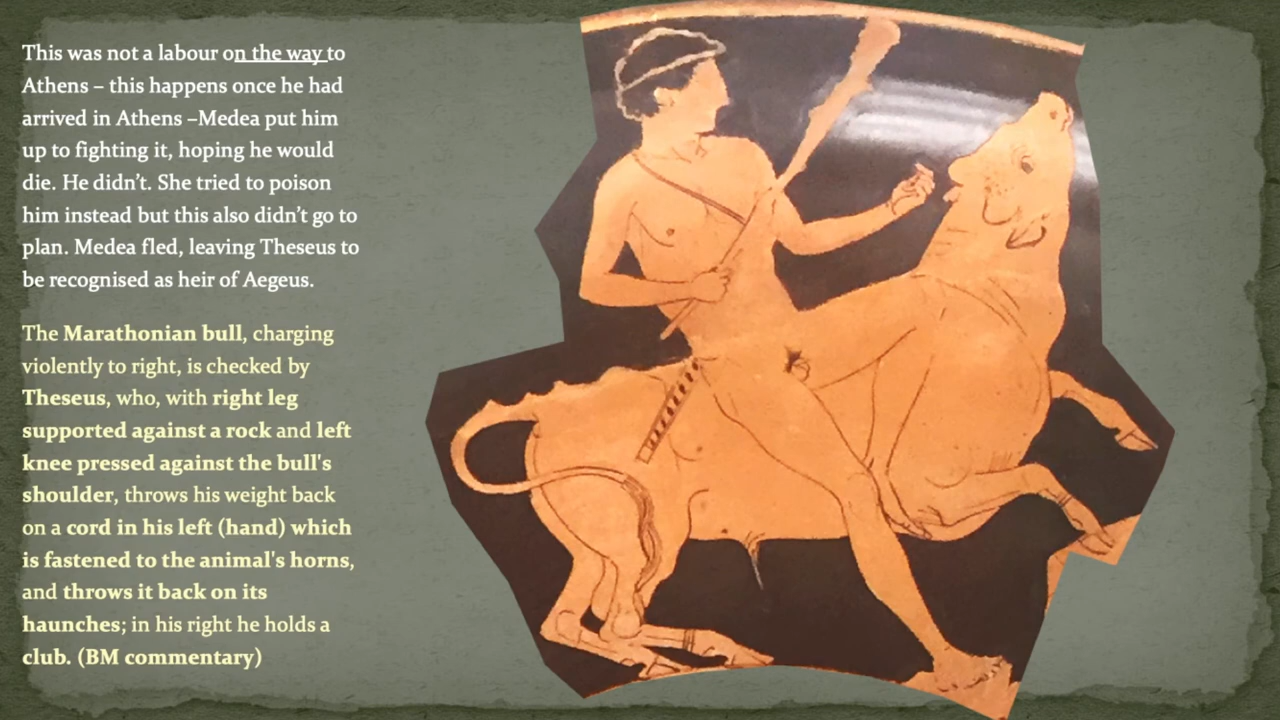 This was not a labour on the way to
Athens – this happens once he had
arrived in Athens –Medea put him
up to fighting it, hoping he would
die. He didn't. She tried to poison
him instead but this also didn't go to
plan. Medea fled, leaving Theseus to
be recognised as heir of Aegeus.
The Marathonian bull, charging
violently to right, is checked by
Theseus, who, with right leg
supported against a rock and left
knee pressed against the bull's
shoulder, throws his weight back
on a cord in his left (hand) which
is fastened to the animal's horns,
and throws it back on its
haunches; in his right he holds a
club. (BM commentary)